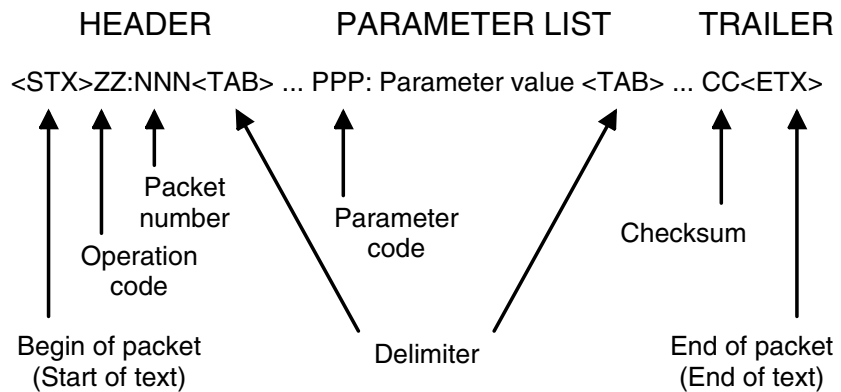 HEADER PARAMETER LIST TRAILER
<STX>ZZ:NNN<TAB> ... PPP: Parameter value <TAB> ... CC<ETX>
Packet
number
Parameter
code
Checksum
Operation
code
Begin of packet
(Start of text)
Delimiter
End of packet
(End of text)